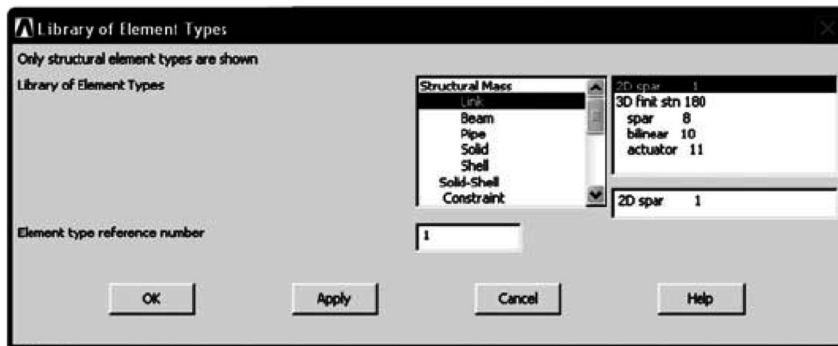 Library of Element Types
Only structural element types are shown
Library of Element Types
Structural Mass
Link
Beam
Pipe
Solid
Shell
Solid-Shell
Constraint
2D spar 1
3D finit stn 180
spar 8
bilinear 10
actuator 11
2D spar 1
Element type reference number
1
OK Apply Cancel Help